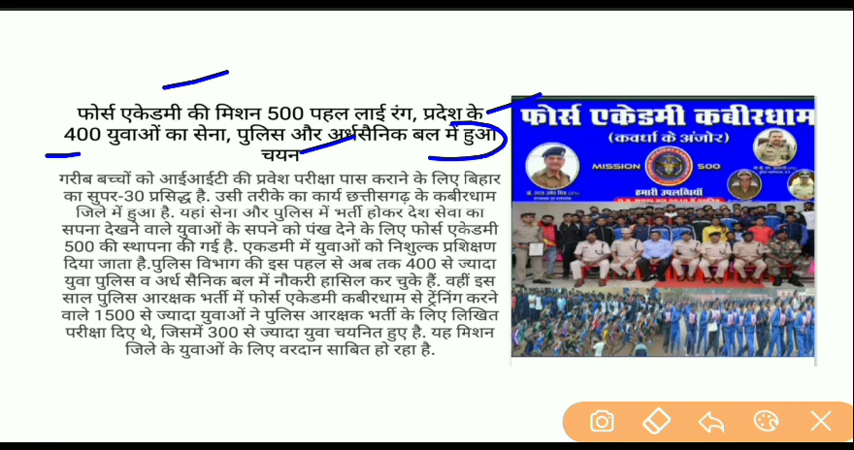 फोर्स एकेडमी की मिशन 500 पहल लाई रंग, प्रदेश के
400 युवाओं का सेना, पुलिस और अर्धसैनिक बल में हुआ
चयन
गरीब बच्चों को आईआईटी की प्रवेश परीक्षा पास कराने के लिए बिहार
का सुपर-30 प्रसिद्ध है. उसी तरीके का कार्य छत्तीसगढ़ के कबीरधाम
जिले में हुआ है. यहां सेना और पुलिस में भर्ती होकर देश सेवा का
सपना देखने वाले युवाओं के सपने को पंख देने के लिए फोर्स एकेडमी
500 की स्थापना की गई है. एकडमी में युवाओं को निशुल्क प्रशिक्षण
दिया जाता है.पुलिस विभाग की इस पहल से अब तक 400 से ज्यादा
युवा पुलिस व अर्ध सैनिक बल में नौकरी हासिल कर चुके हैं. वहीं इस
साल पुलिस आरक्षक भर्ती में फोर्स एकेडमी कबीरधाम से ट्रेंनिग करने
वाले 1500 से ज्यादा युवाओं ने पुलिस आरक्षक भर्ती के लिए लिखित
परीक्षा दिए थे, जिसमें 300 से ज्यादा युवा चयनित हुए है. यह मिशन
जिले के युवाओं के लिए वरदान साबित हो रहा है.
फोर्स एकेडमी कबीरधाम
(कवर्धा के अंजोर)
MISSION 500
हमारी उपलब्धियाँ